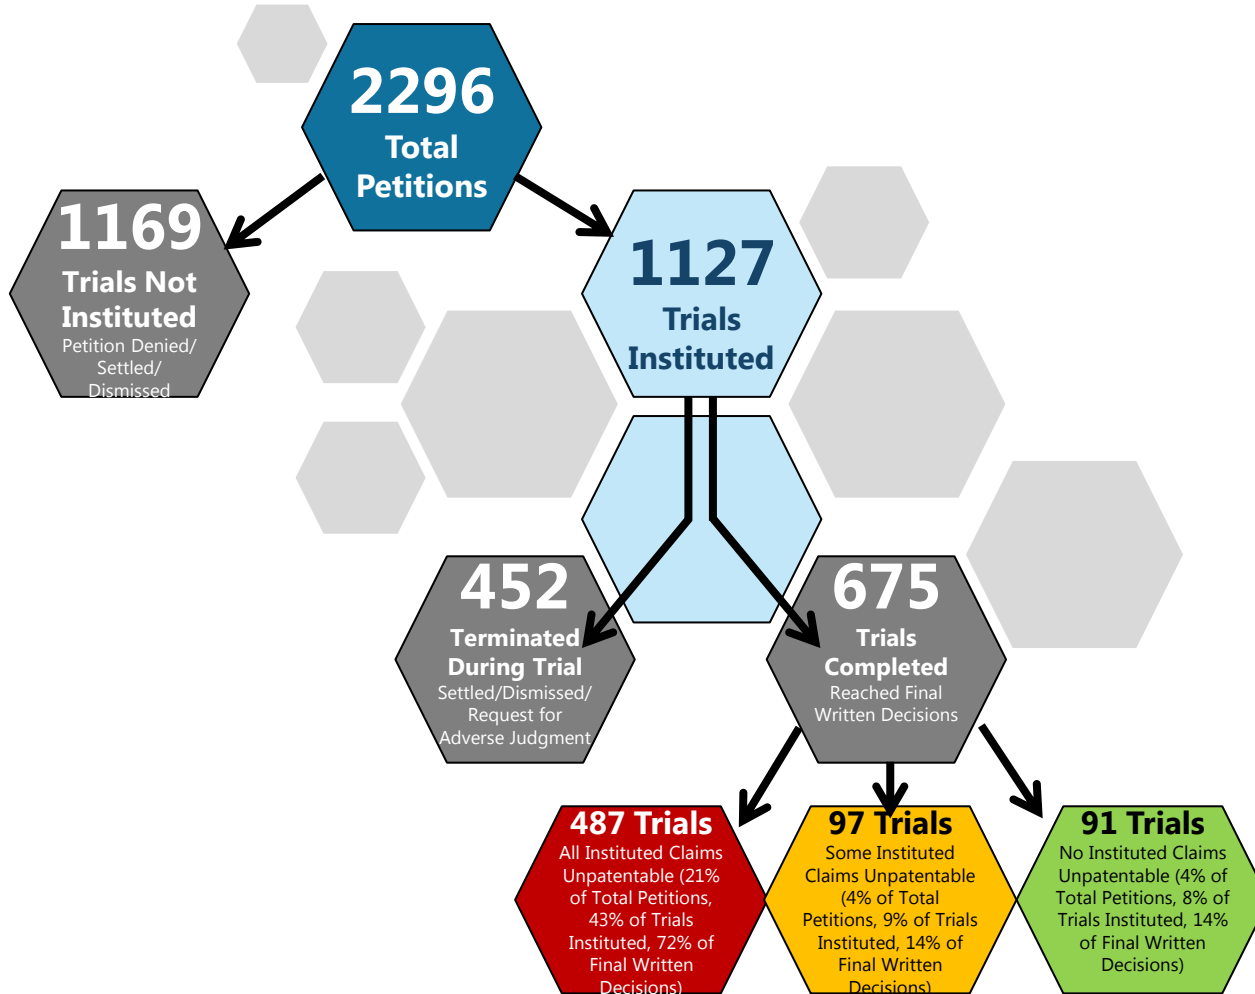 2296
Total
Petitions
1169
Trials Not
Instituted
Petition Denied/
Settled/
Dismissed
1127
Trials
Instituted
452
Terminated
During Trial
Settled/Dismissed/
Request for
Adverse Judgment
675
Trials
Completed
Reached Final
Written Decisions
487 Trials
All Instituted Claims
Unpatentable (21%
of Total Petitions,
43% of Trials
Instituted, 72% of
Final Written
Decisions)
97 Trials
Some Instituted
Claims Unpatentable
(4% of Total
Petitions, 9% of Trials
Instituted, 14% of
Final Written
Decisions)
91 Trials
No Instituted Claims
Unpatentable (4% of
Total Petitions, 8% of
Trials Instituted, 14%
of Final Written
Decisions)